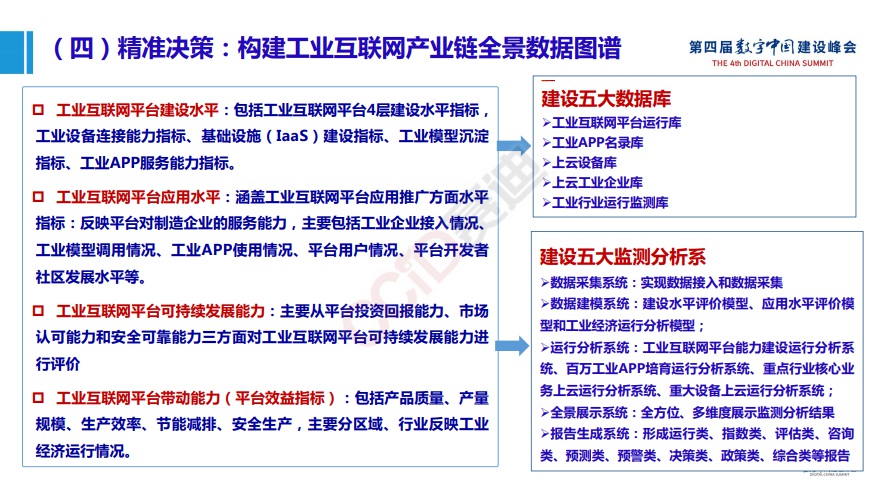 （四）精准决策：构建工业互联网产业链全景数据图谱
第四届数字中国建设峰会
THE 4th DIGITAL CHINA SUMMIT
工业互联网平台建设水平：包括工业互联网平台4层建设水平指标，
工业设备连接能力指标、基础设施（IaaS）建设指标、工业模型沉淀
指标、工业APP服务能力指标。
工业互联网平台应用水平：涵盖工业互联网平台应用推广方面水平
指标：反映平台对制造企业的服务能力，主要包括工业企业接入情况、
工业模型调用情况、工业APP使用情况、平台用户情况、平台开发者
社区发展水平等。
工业互联网平台可持续发展能力：主要从平台投资回报能力、市场
认可能力和安全可靠能力三方面对工业互联网平台可持续发展能力进
行评价
工业互联网平台带动能力（平台效益指标）：包括产品质量、产量
规模、生产效率、节能减排、安全生产，主要分区域、行业反映工业
经济运行情况。
建设五大数据库
➢工业互联网平台运行库
➢工业APP名录库
➢上云设备库
➢上云工业企业库
➢工业行业运行监测库
建设五大监测分析系
➢数据采集系统：实现数据接入和数据采集
➢数据建模系统：建设水平评价模型、应用水平评价模
型和工业经济运行分析模型；
➢运行分析系统：工业互联网平台能力建设运行分析系
统、百万工业APP培育运行分析系统、重点行业核心业
务上云运行分析系统、重大设备上云运行分析系统；
➢全景展示系统：全方位、多维度展示监测分析结果
➢报告生成系统：形成运行类、指数类、评估类、咨询
类、预测类、预警类、决策类、政策类、综合类等报告
DIGITAL CHINA SUMMIT
CCiD赛迪